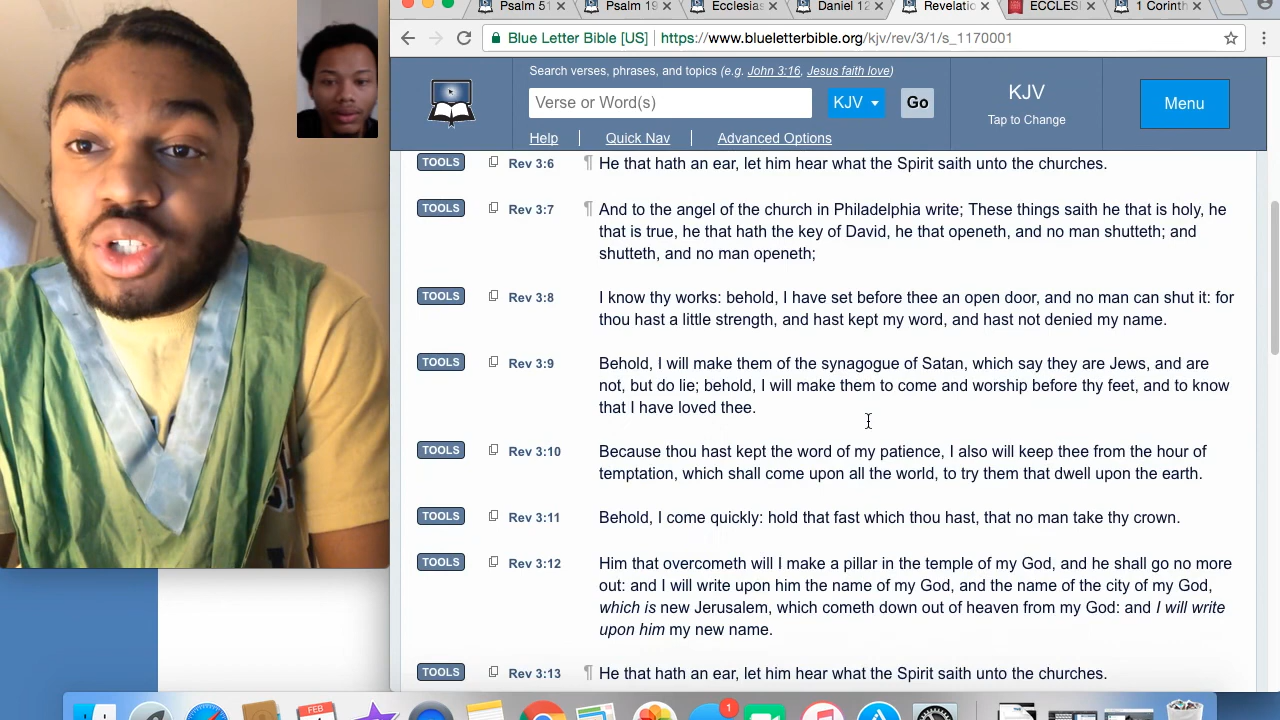 Psalm 51
Psalm 19
Ecclesias
Daniel 12
Revelatio
ECCLES
1 Corinth
Blue Letter Bible [US]
https://www.blueletterbible.org/kjv/rev/3/1/s_1170001
Search verses, phrases, and topics (e.g. John 3:16, Jesus faith love)
Verse or Word(s)
KJV
Go
Help
Quick Nav
Advanced Options
KJV
Tap to Change
Menu
TOOLS Rev 3:6 ¶ He that hath an ear, let him hear what the Spirit saith unto the churches.
TOOLS Rev 3:7 ¶ And to the angel of the church in Philadelphia write; These things saith he that is holy, he
that is true, he that hath the key of David, he that openeth, and no man shutteth; and
shutteth, and no man openeth;
TOOLS Rev 3:8 I know thy works: behold, I have set before thee an open door, and no man can shut it: for
thou hast a little strength, and hast kept my word, and hast not denied my name.
TOOLS Rev 3:9 Behold, I will make them of the synagogue of Satan, which say they are Jews, and are
not, but do lie; behold, I will make them to come and worship before thy feet, and to know
that I have loved thee.
TOOLS Rev 3:10 Because thou hast kept the word of my patience, I also will keep thee from the hour of
temptation, which shall come upon all the world, to try them that dwell upon the earth.
TOOLS Rev 3:11 Behold, I come quickly: hold that fast which thou hast, that no man take thy crown.
TOOLS Rev 3:12 Him that overcometh will I make a pillar in the temple of my God, and he shall go no more
out: and I will write upon him the name of my God, and the name of the city of my God,
which is new Jerusalem, which cometh down out of heaven from my God: and I will write
upon him my new name.
TOOLS Rev 3:13 ¶ He that hath an ear, let him hear what the Spirit saith unto the churches.
FEB
1